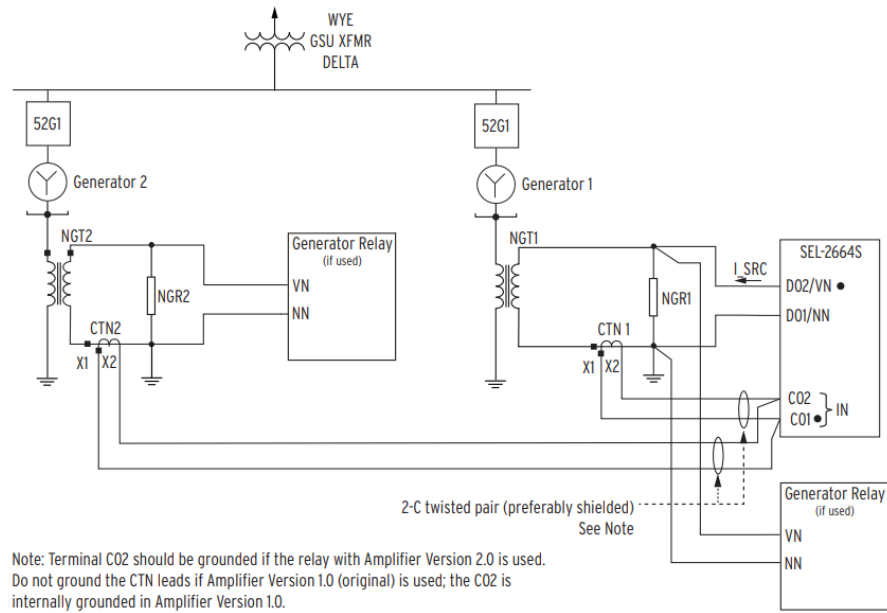 WYE
GSU XFMR
DELTA
52G1
52G1
Generator 2
Generator 1
NGT2
NGT1
Generator Relay
(if used)
VN
NN
NGR2
CTN2
X1
X2
SEL-2664S
I_SRC
DO2/VN
DO1/NN
NGR1
CTN 1
X1
X2
CO2
CO1
IN
2-C twisted pair (preferably shielded)
See Note
Generator Relay
(if used)
VN
NN
Note: Terminal CO2 should be grounded if the relay with Amplifier Version 2.0 is used.
Do not ground the CTN leads if Amplifier Version 1.0 (original) is used; the CO2 is
internally grounded in Amplifier Version 1.0.